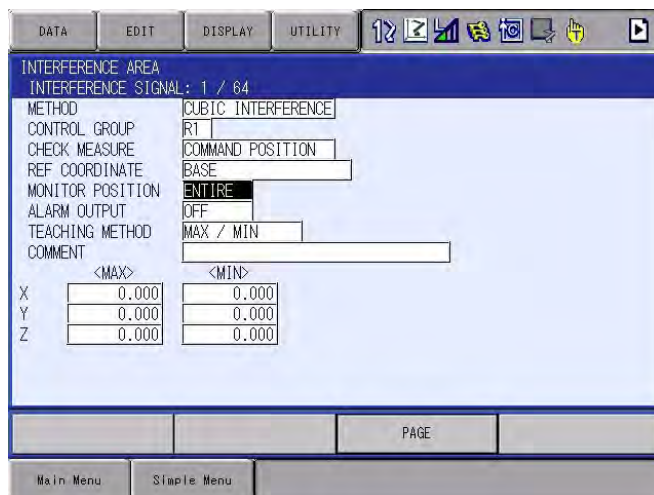 DATA EDIT DISPLAY UTILITY
INTERFERENCE AREA
INTERFERENCE SIGNAL: 1 / 64
METHOD CUBIC INTERFERENCE
CONTROL GROUP R1
CHECK MEASURE COMMAND POSITION
REF COORDINATE BASE
MONITOR POSITION ENTIRE
ALARM OUTPUT OFF
TEACHING METHOD MAX / MIN
COMMENT
<MAX> <MIN>
X 0.000 0.000
Y 0.000 0.000
Z 0.000 0.000
PAGE
Main Menu Simple Menu